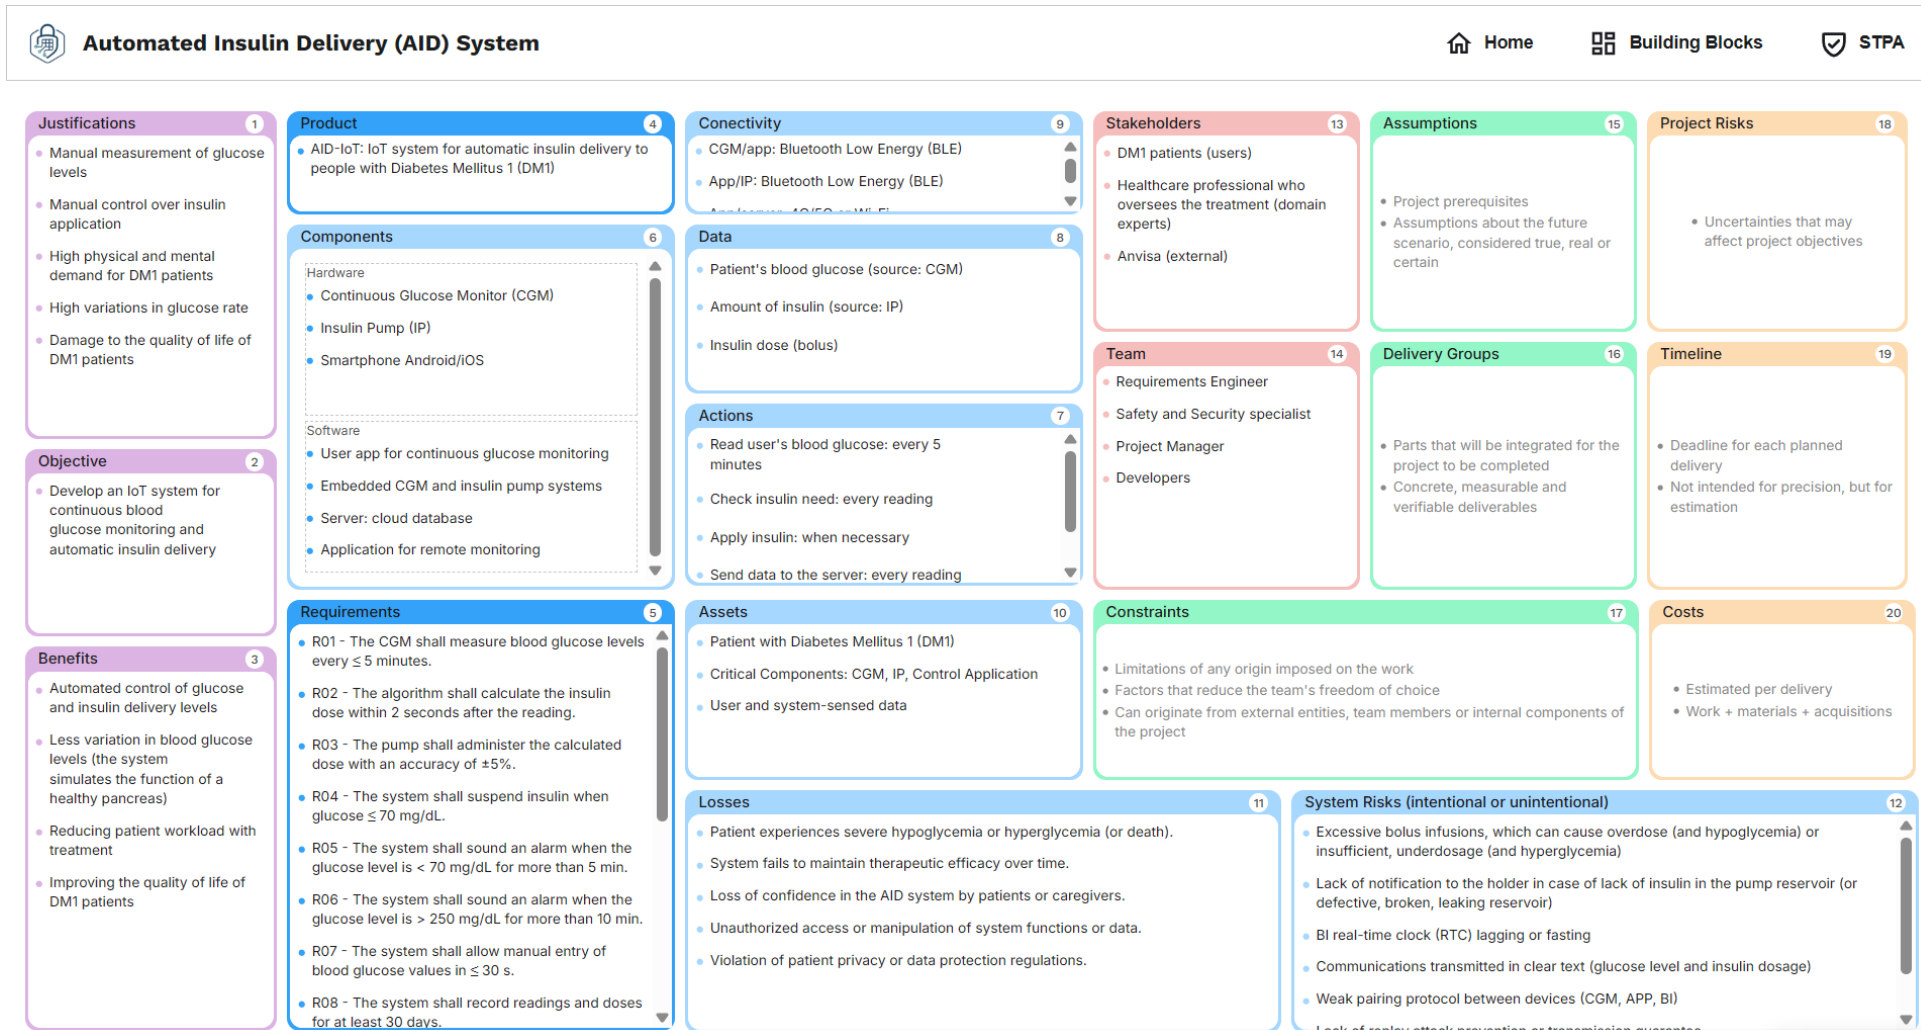 Automated Insulin Delivery (AID) System
Home
Building Blocks
STPA
Justifications
1
Manual measurement of glucose
levels
Manual control over insulin
application
High physical and mental
demand for DM1 patients
High variations in glucose rate
Damage to the quality of life of
DM1 patients
Objective
2
Develop an IoT system for
continuous blood
glucose monitoring and
automatic insulin delivery
Benefits
3
Automated control of glucose
and insulin delivery levels
Less variation in blood glucose
levels (the system
simulates the function of a
healthy pancreas)
Reducing patient workload with
treatment
Improving the quality of life of
DM1 patients
Product
4
AID-IoT: IoT system for automatic insulin delivery to
people with Diabetes Mellitus 1 (DM1)
Components
6
Hardware
Continuous Glucose Monitor (CGM)
Insulin Pump (IP)
Smartphone Android/iOS
Software
User app for continuous glucose monitoring
Embedded CGM and insulin pump systems
Server: cloud database
Application for remote monitoring
Requirements
5
R01 - The CGM shall measure blood glucose levels
every ≤ 5 minutes.
R02 - The algorithm shall calculate the insulin
dose within 2 seconds after the reading.
R03 - The pump shall administer the calculated
dose with an accuracy of ±5%.
R04 - The system shall suspend insulin when
glucose ≤ 70 mg/dL.
R05 - The system shall sound an alarm when the
glucose level is < 70 mg/dL for more than 5 min.
R06 - The system shall sound an alarm when the
glucose level is > 250 mg/dL for more than 10 min.
R07 - The system shall allow manual entry of
blood glucose values in ≤ 30 s.
R08 - The system shall record readings and doses
for at least 30 days.
Conectivity
9
CGM/app: Bluetooth Low Energy (BLE)
App/IP: Bluetooth Low Energy (BLE)
App/server: 4G/5G or Wi-Fi
Data
8
Patient's blood glucose (source: CGM)
Amount of insulin (source: IP)
Insulin dose (bolus)
Actions
7
Read user's blood glucose: every 5
minutes
Check insulin need: every reading
Apply insulin: when necessary
Send data to the server: every reading
Assets
10
Patient with Diabetes Mellitus 1 (DM1)
Critical Components: CGM, IP, Control Application
User and system-sensed data
Losses
11
Patient experiences severe hypoglycemia or hyperglycemia (or death).
System fails to maintain therapeutic efficacy over time.
Loss of confidence in the AID system by patients or caregivers.
Unauthorized access or manipulation of system functions or data.
Violation of patient privacy or data protection regulations.
Stakeholders
13
DM1 patients (users)
Healthcare professional who
oversees the treatment (domain
experts)
Anvisa (external)
Team
14
Requirements Engineer
Safety and Security specialist
Project Manager
Developers
Assumptions
15
Project prerequisites
Assumptions about the future
scenario, considered true, real or
certain
Delivery Groups
16
Parts that will be integrated for the
project to be completed
Concrete, measurable and
verifiable deliverables
Constraints
17
Limitations of any origin imposed on the work
Factors that reduce the team's freedom of choice
Can originate from external entities, team members or internal components of
the project
Project Risks
18
Uncertainties that may
affect project objectives
Timeline
19
Deadline for each planned
delivery
Not intended for precision, but for
estimation
Costs
20
Estimated per delivery
Work + materials + acquisitions
System Risks (intentional or unintentional)
12
Excessive bolus infusions, which can cause overdose (and hypoglycemia) or
insufficient, underdosage (and hyperglycemia)
Lack of notification to the holder in case of lack of insulin in the pump reservoir (or
defective, broken, leaking reservoir)
BI real-time clock (RTC) lagging or fasting
Communications transmitted in clear text (glucose level and insulin dosage)
Weak pairing protocol between devices (CGM, APP, BI)
Lack of replay attack prevention or transmission guarantee